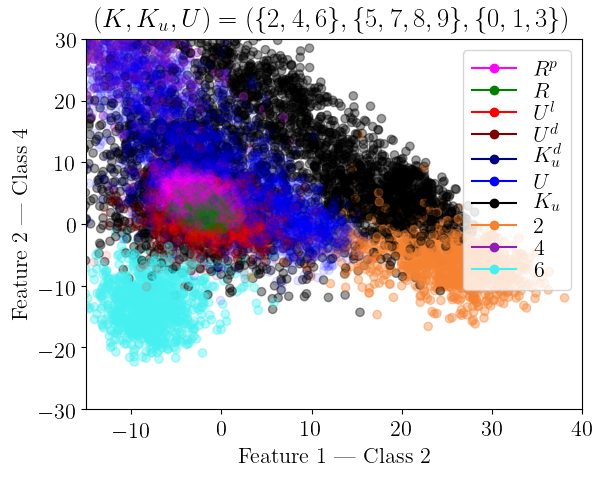 (K, K_u, U) = ({2, 4, 6}, {5, 7, 8, 9}, {0, 1, 3})
30
20
10
0
−10
−20
−30
Feature 2 — Class 4
R^p
R
U^l
U^d
K_u^d
U
K_u
2
4
6
−10
0
10
20
30
40
Feature 1 — Class 2